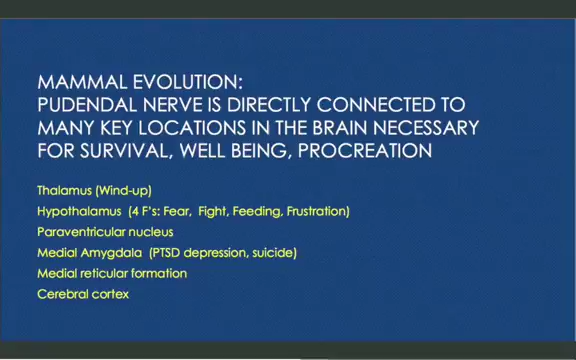 MAMMAL EVOLUTION:
PUDENDAL NERVE IS DIRECTLY CONNECTED TO
MANY KEY LOCATIONS IN THE BRAIN NECESSARY
FOR SURVIVAL, WELL BEING, PROCREATION
Thalamus (Wind-up)
Hypothalamus (4 F's: Fear, Fight, Feeding, Frustration)
Paraventricular nucleus
Medial Amygdala (PTSD depression, suicide)
Medial reticular formation
Cerebral cortex